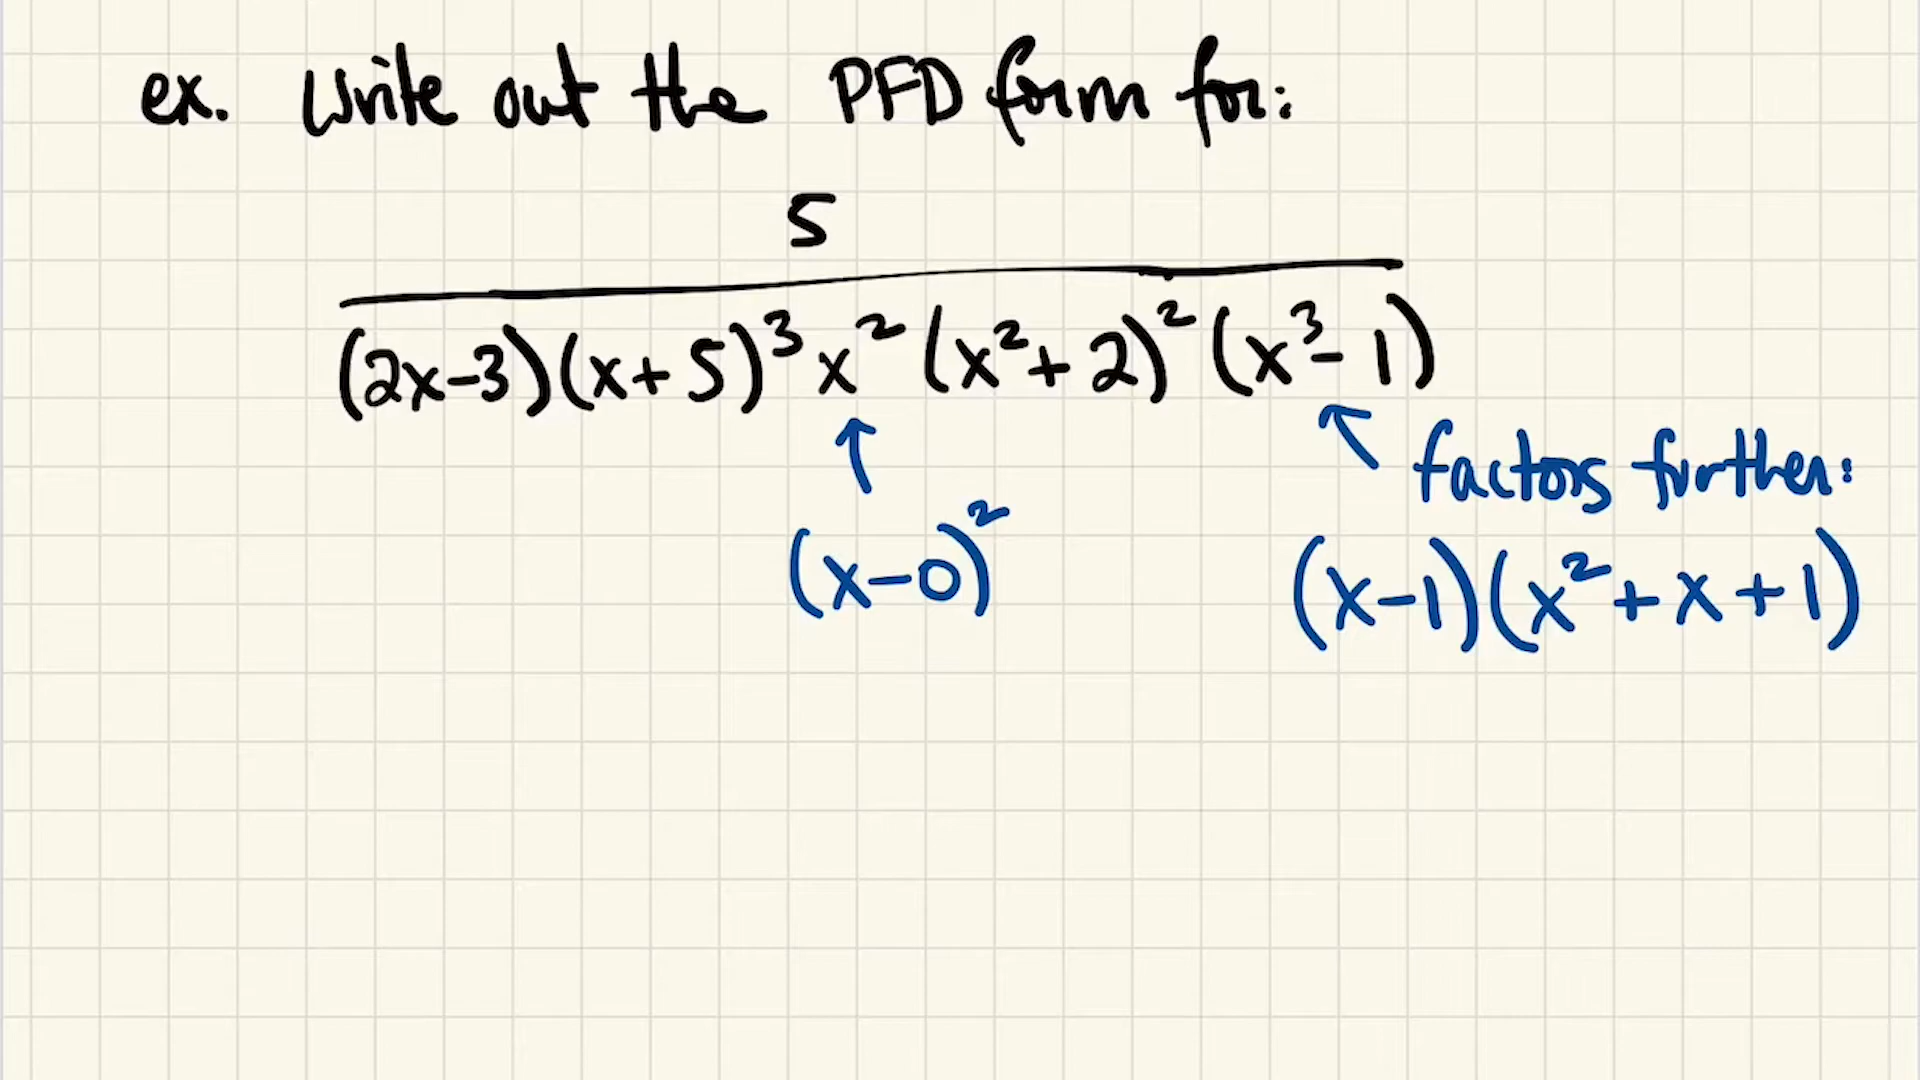 ex. Write out the PFD form for:
5
(2x-3)(x+5)³x²(x²+2)²(x³-1)
↑ ↖ factors further:
(x-0)² (x-1)(x²+x+1)